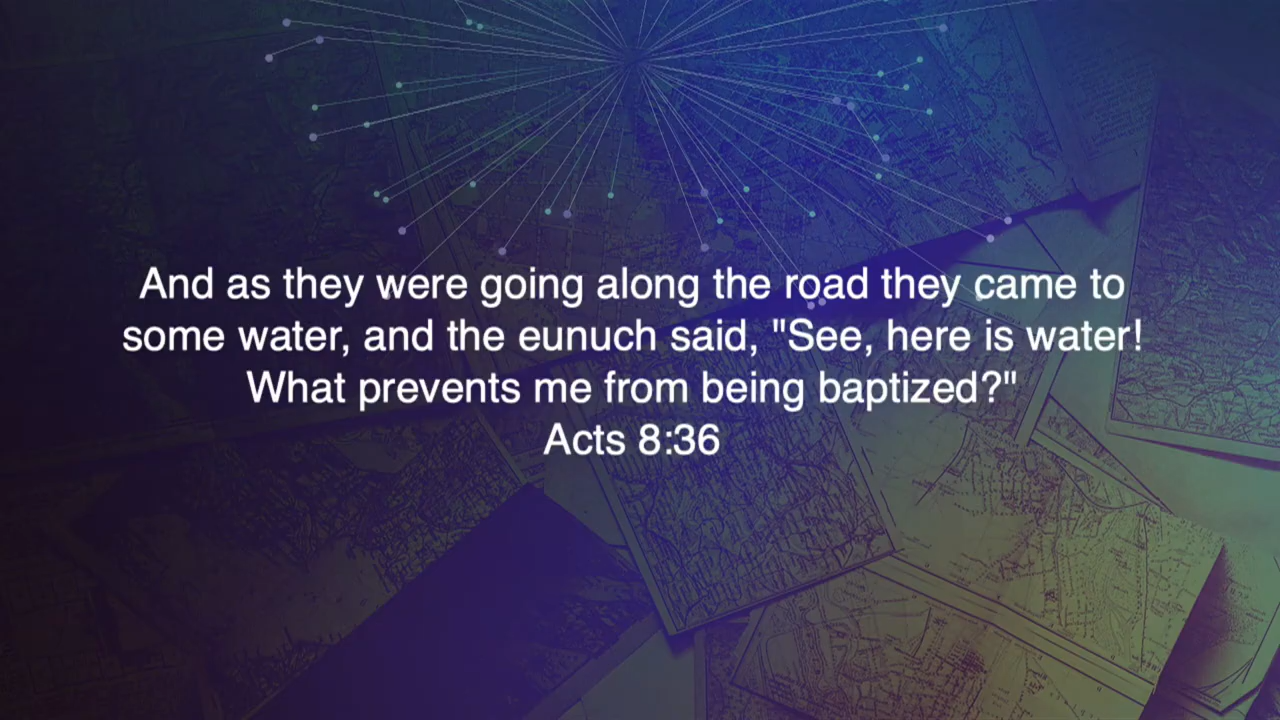 And as they were going along the road they came to
some water, and the eunuch said, "See, here is water!
What prevents me from being baptized?"
Acts 8:36